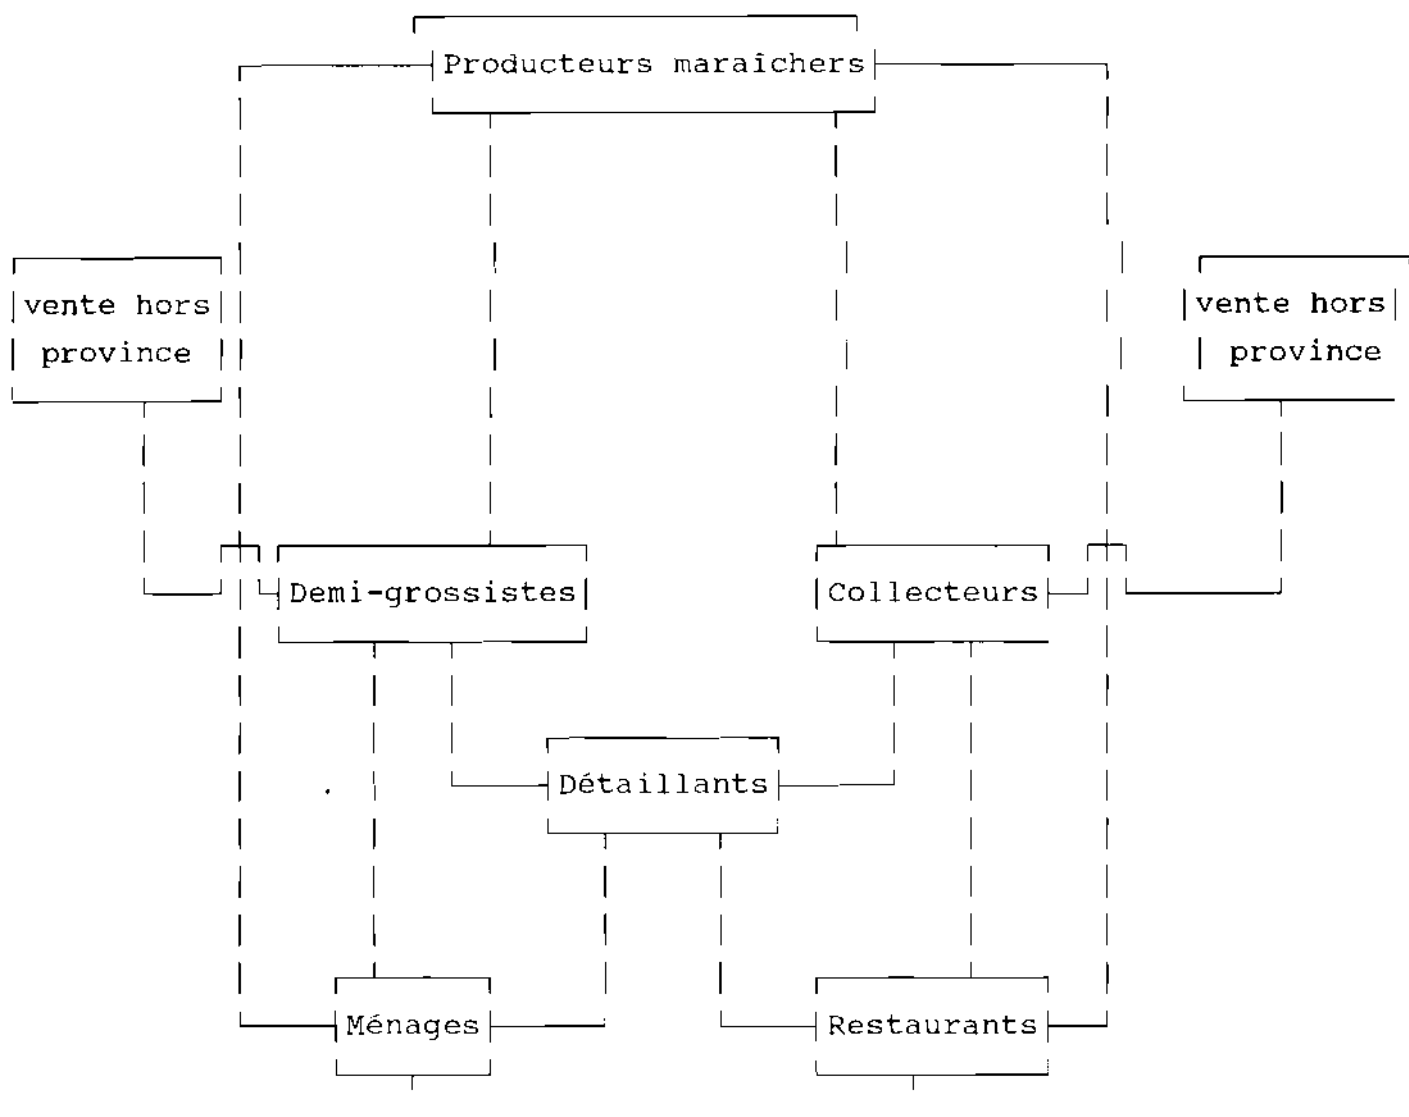 Producteurs maraîchers
vente hors
province
vente hors
province
Demi-grossistes
Collecteurs
Détaillants
Ménages
Restaurants